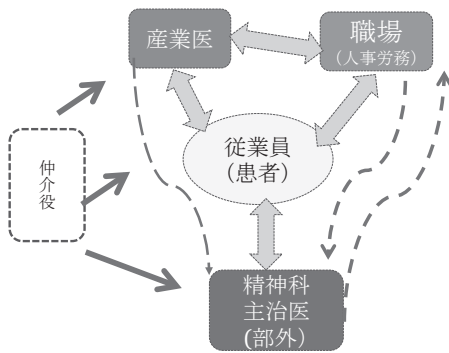 産業医
職場
（人事労務）
従業員
（患者）
仲介役
精神科
主治医
(部外）